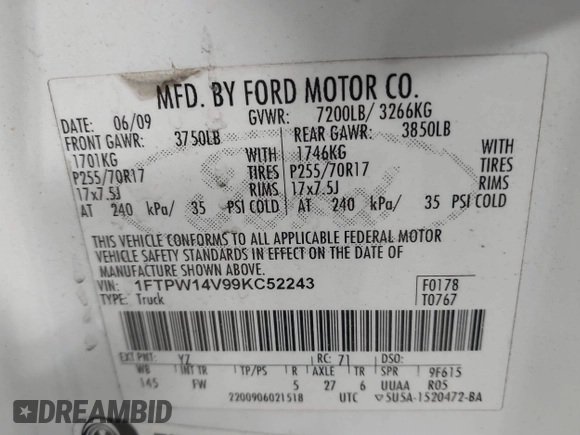 MFD. BY FORD MOTOR CO.
DATE: 06/09 GVWR: 7200LB/ 3266KG
FRONT GAWR: 3750LB REAR GAWR: 3850LB
1701KG WITH 1746KG WITH
P255/70R17 TIRES P255/70R17 TIRES
17x7.5J RIMS 17x7.5J RIMS
AT 240 kPa/ 35 PSI COLD AT 240 kPa/ 35 PSI COLD
THIS VEHICLE CONFORMS TO ALL APPLICABLE FEDERAL MOTOR
VEHICLE SAFETY STANDARDS IN EFFECT ON THE DATE OF
MANUFACTURE SHOWN ABOVE.
VIN: 1FTPW14V99KC52243 F0178
TYPE: Truck T0767
EXT PNT: YZ RC: 71 DSO:
WB INT TR TP/PS R AXLE TR SPR 9F615
145 FW 5 27 6 UUAA R05
2200906021518 UTC 5U5A-1520472-BA
DREAMBID